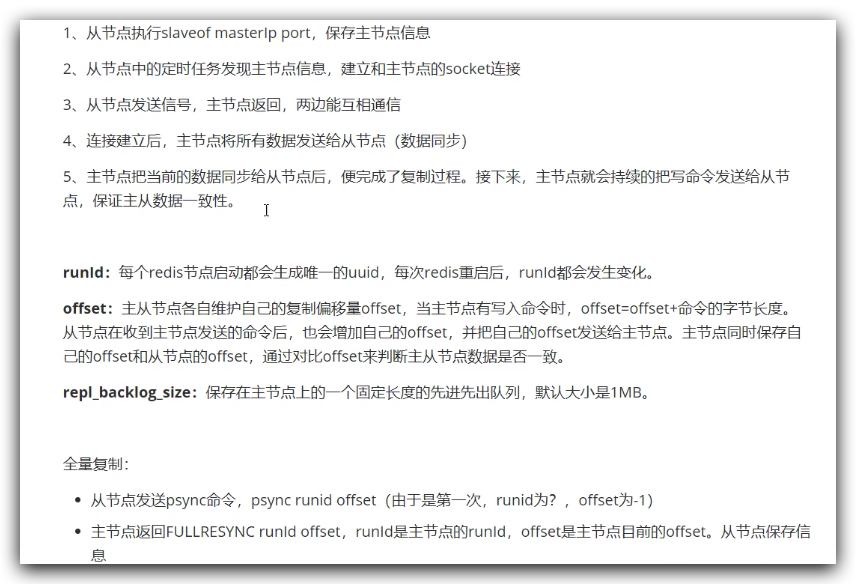 1、从节点执行slaveof masterIp port，保存主节点信息
2、从节点中的定时任务发现主节点信息，建立和主节点的socket连接
3、从节点发送信号，主节点返回，两边能互相通信
4、连接建立后，主节点将所有数据发送给从节点（数据同步）
5、主节点把当前的数据同步给从节点后，便完成了复制过程。接下来，主节点就会持续的把写命令发送给从节
点，保证主从数据一致性。
runId：每个redis节点启动都会生成唯一的uuid，每次redis重启后，runId都会发生变化。
offset：主从节点各自维护自己的复制偏移量offset，当主节点有写入命令时，offset=offset+命令的字节长度。
从节点在收到主节点发送的命令后，也会增加自己的offset，并把自己的offset发送给主节点。主节点同时保存自
己的offset和从节点的offset，通过对比offset来判断主从节点数据是否一致。
repl_backlog_size：保存在主节点上的一个固定长度的先进先出队列，默认大小是1MB。
全量复制：
• 从节点发送psync命令，psync runid offset（由于是第一次，runid为？，offset为-1）
• 主节点返回FULLRESYNC runId offset，runId是主节点的runId，offset是主节点目前的offset。从节点保存信
息